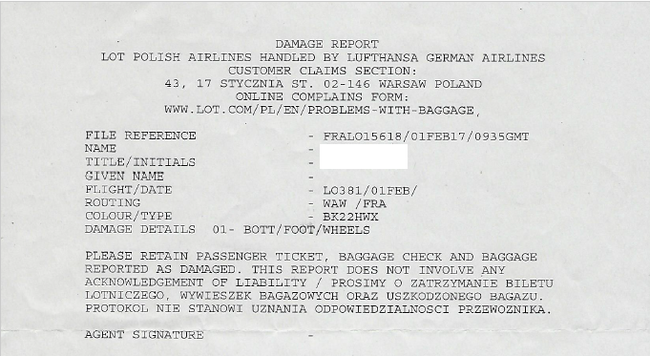 DAMAGE REPORT
LOT POLISH AIRLINES HANDLED BY LUFTHANSA GERMAN AIRLINES
CUSTOMER CLAIMS SECTION:
43, 17 STYCZNIA ST. 02-146 WARSAW POLAND
ONLINE COMPLAINS FORM:
WWW.LOT.COM/PL/EN/PROBLEMS-WITH-BAGGAGE,
FILE REFERENCE - FRALO15618/01FEB17/0935GMT
NAME -
TITLE/INITIALS -
GIVEN NAME -
FLIGHT/DATE - LO381/01FEB/
ROUTING - WAW /FRA
COLOUR/TYPE - BK22HWX
DAMAGE DETAILS 01- BOTT/FOOT/WHEELS
PLEASE RETAIN PASSENGER TICKET, BAGGAGE CHECK AND BAGGAGE
REPORTED AS DAMAGED. THIS REPORT DOES NOT INVOLVE ANY
ACKNOWLEDGEMENT OF LIABILITY / PROSIMY O ZATRZYMANIE BILETU
LOTNICZEGO, WYWIESZEK BAGAZOWYCH ORAZ USZKODZONEGO BAGAZU.
PROTOKOL NIE STANOWI UZNANIA ODPOWIEDZIALNOSCI PRZEWOZNIKA.
AGENT SIGNATURE -